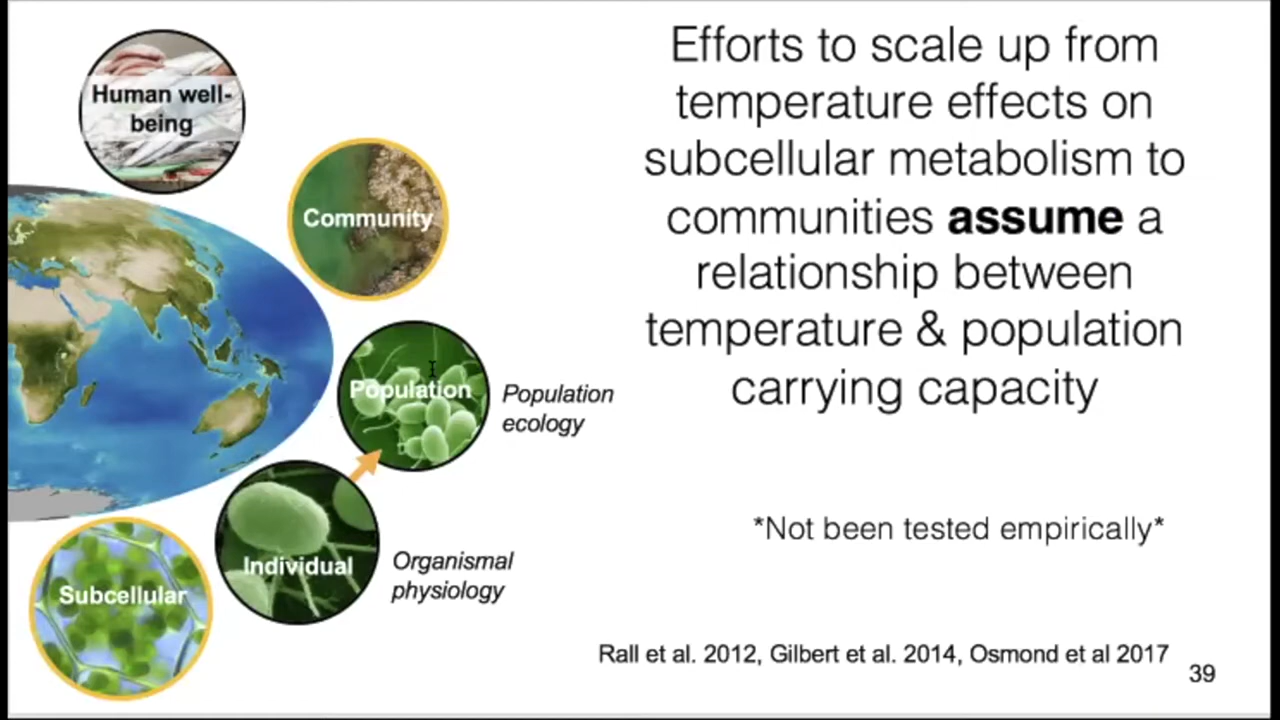 Human well-
being
Community
Population
Population
ecology
Individual
Organismal
physiology
Subcellular
Efforts to scale up from
temperature effects on
subcellular metabolism to
communities assume a
relationship between
temperature & population
carrying capacity
*Not been tested empirically*
Rall et al. 2012, Gilbert et al. 2014, Osmond et al 2017
39